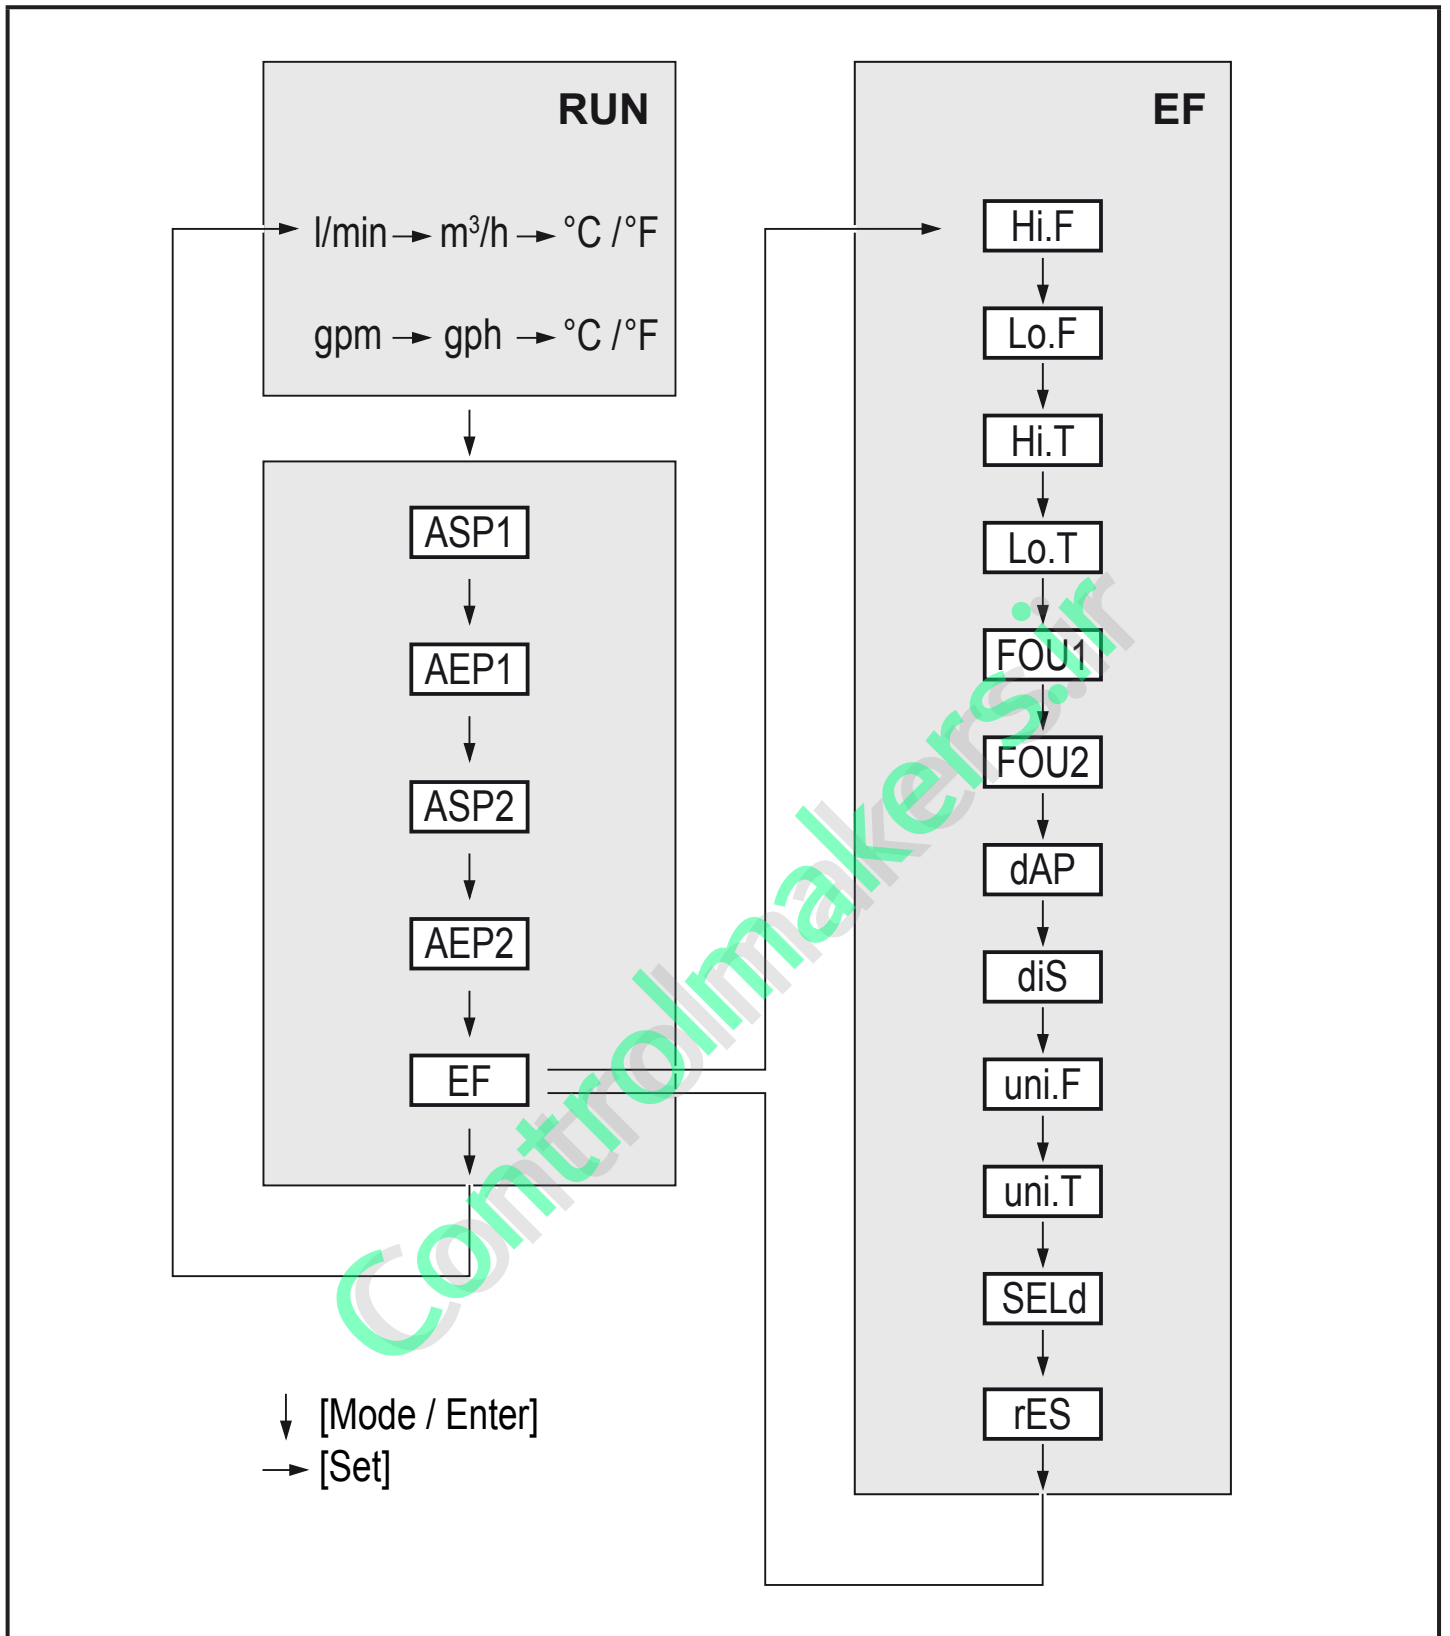 RUN
l/min → m³/h → °C /°F
gpm → gph → °C /°F
ASP1
AEP1
ASP2
AEP2
EF
EF
Hi.F
Lo.F
Hi.T
Lo.T
FOU1
FOU2
dAP
diS
uni.F
uni.T
SELd
rES
[Mode / Enter]
[Set]
Controlmakers.ir